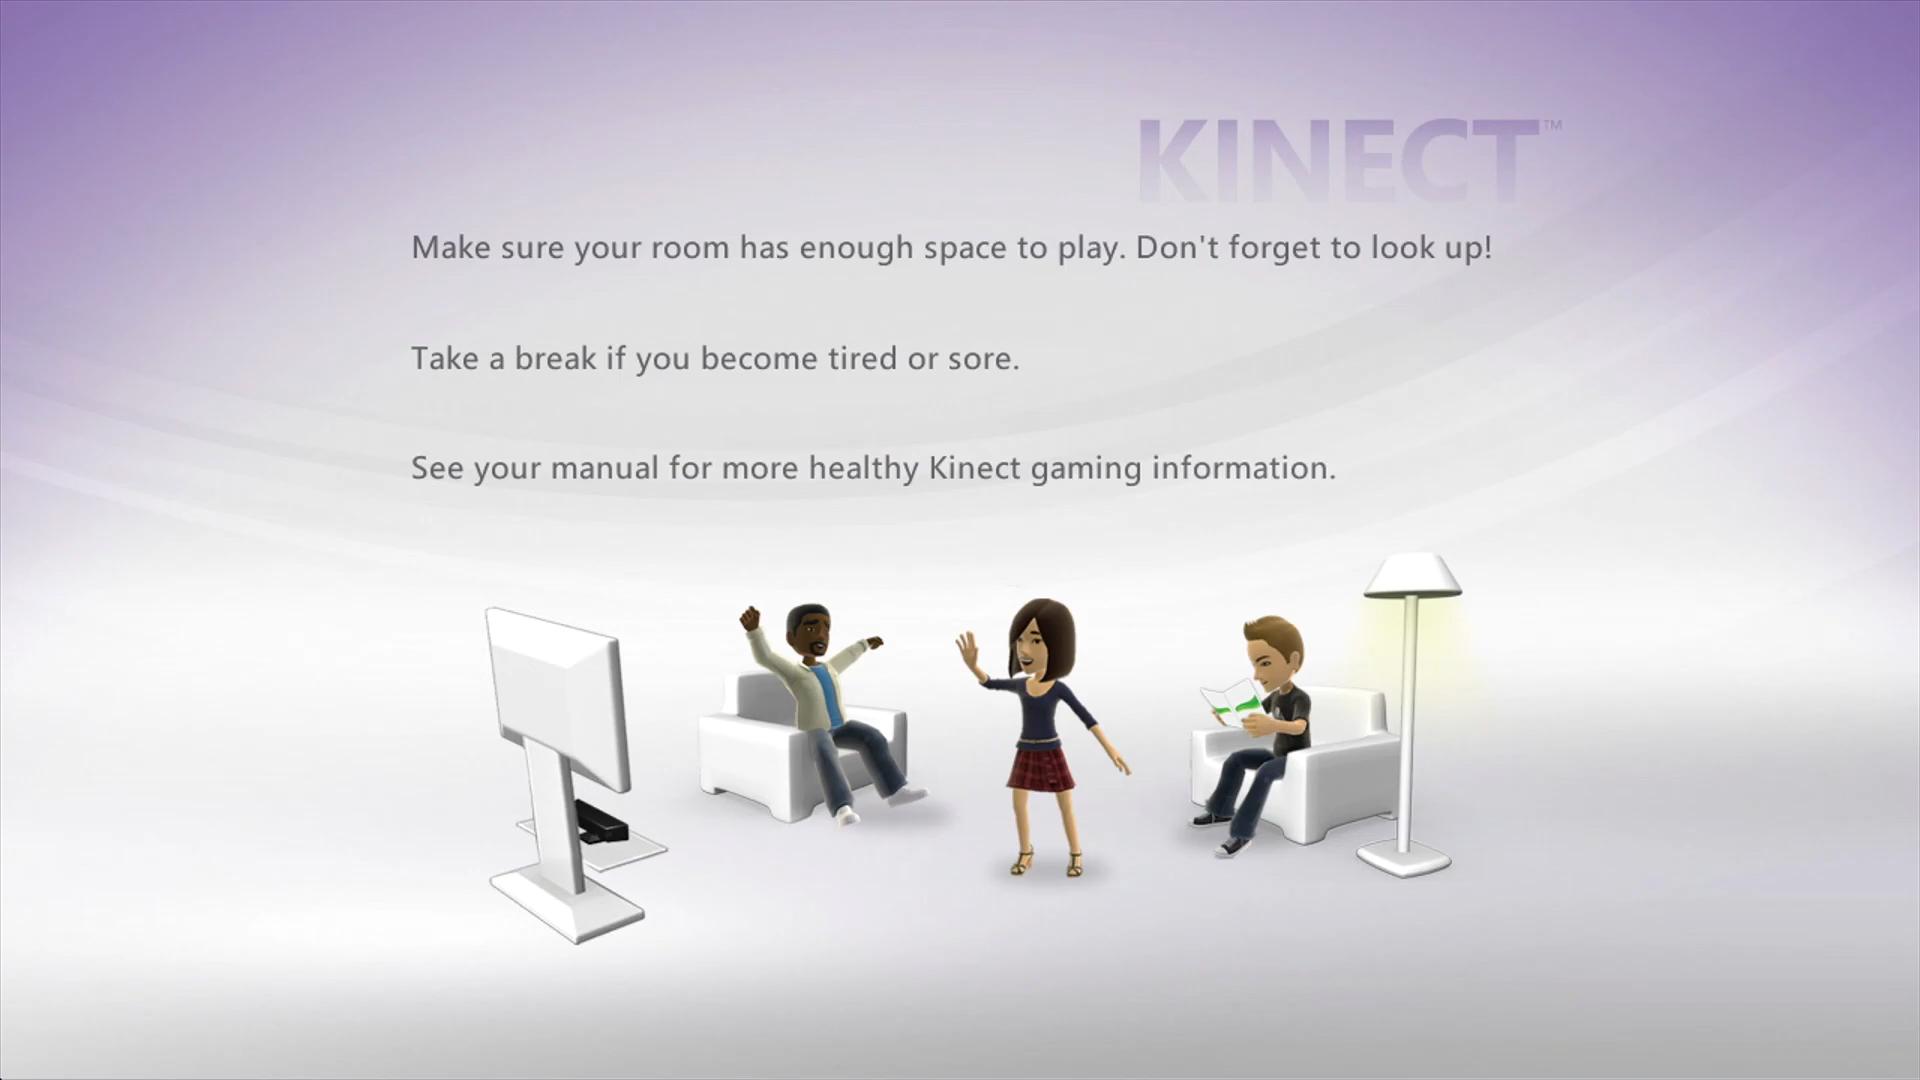 KINECT™
Make sure your room has enough space to play. Don't forget to look up!
Take a break if you become tired or sore.
See your manual for more healthy Kinect gaming information.